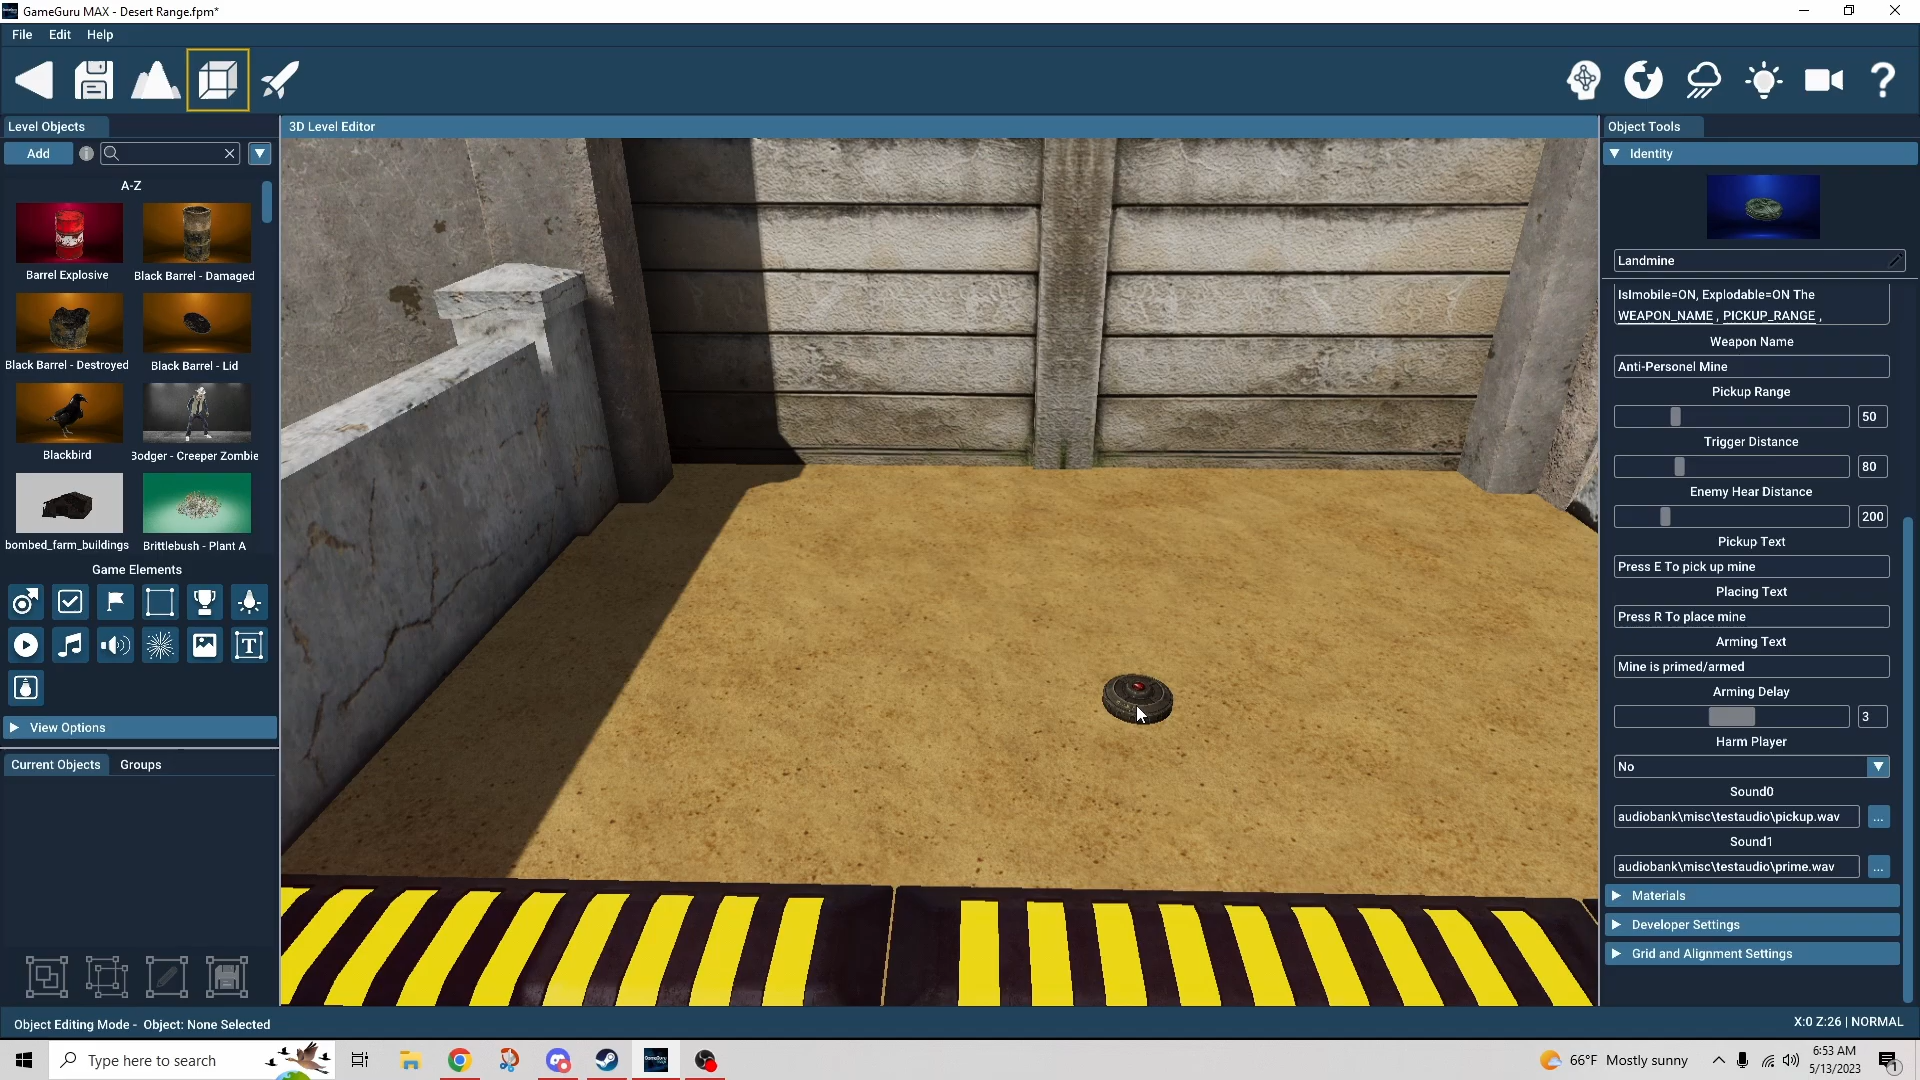 GameGuru MAX - Desert Range.fpm*
File Edit Help
Level Objects
Add
A-Z
Barrel Explosive
Black Barrel - Damaged
Black Barrel - Destroyed
Black Barrel - Lid
Blackbird
Bodger - Creeper Zombie
bombed_farm_buildings
Brittlebush - Plant A
Game Elements
View Options
Current Objects Groups
3D Level Editor
Object Tools
Identity
Landmine
IsImobile=ON, Explodable=ON The
WEAPON_NAME , PICKUP_RANGE ,
Weapon Name
Anti-Personel Mine
Pickup Range
50
Trigger Distance
80
Enemy Hear Distance
200
Pickup Text
Press E To pick up mine
Placing Text
Press R To place mine
Arming Text
Mine is primed/armed
Arming Delay
3
Harm Player
No
Sound0
audiobank\misc\testaudio\pickup.wav
...
Sound1
audiobank\misc\testaudio\prime.wav
...
Materials
Developer Settings
Grid and Alignment Settings
Object Editing Mode - Object: None Selected
X:0 Z:26 | NORMAL
Type here to search
66°F Mostly sunny
6:53 AM
5/13/2023
1